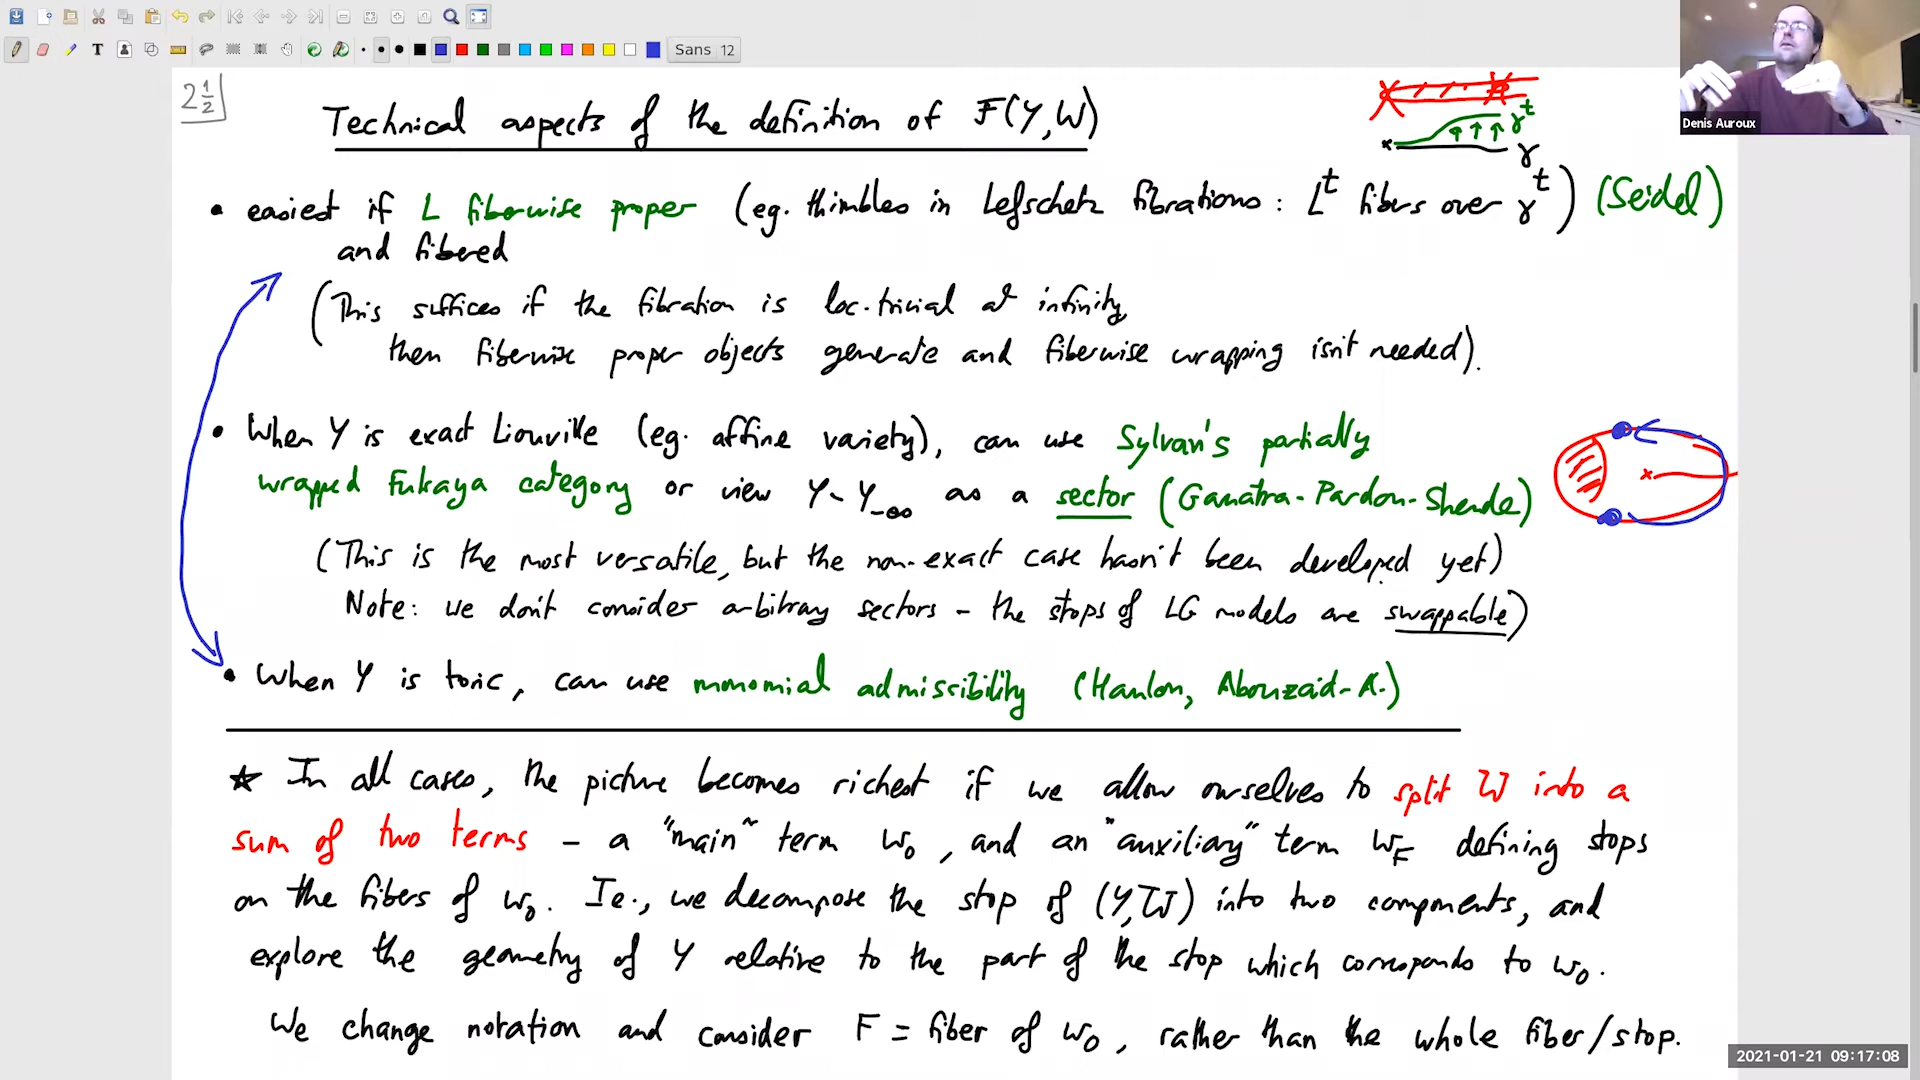 Sans 12
Denis Auroux
2 1/2
Technical aspects of the definition of F(Y,W)
γ^t
γ
• easiest if L fiberwise proper (eg. thimbles in Lefschetz fibrations: L^t fibers over γ^t) (Seidel)
and fibered
(This suffices if the fibration is loc. trivial at infinity
then fiberwise proper objects generate and fiberwise wrapping isn't needed).
• When Y is exact Liouville (eg. affine variety), can use Sylvan's partially
wrapped Fukaya category or view Y∖Y_-∞ as a sector (Ganatra-Pardon-Shende)
(This is the most versatile, but the non-exact case hasn't been developed yet)
Note: we don't consider arbitrary sectors - the stops of LG models are swappable)
• When Y is toric, can use monomial admissibility (Hanlon, Abouzaid-A.)
★ In all cases, the picture becomes richest if we allow ourselves to split W into a
sum of two terms - a "main" term W₀, and an "auxiliary" term W_F defining stops
on the fibers of W₀. Ie., we decompose the stop of (Y,W) into two components, and
explore the geometry of Y relative to the part of the stop which corresponds to W₀.
We change notation and consider F = fiber of W₀, rather than the whole fiber/stop.
2021-01-21 09:17:08